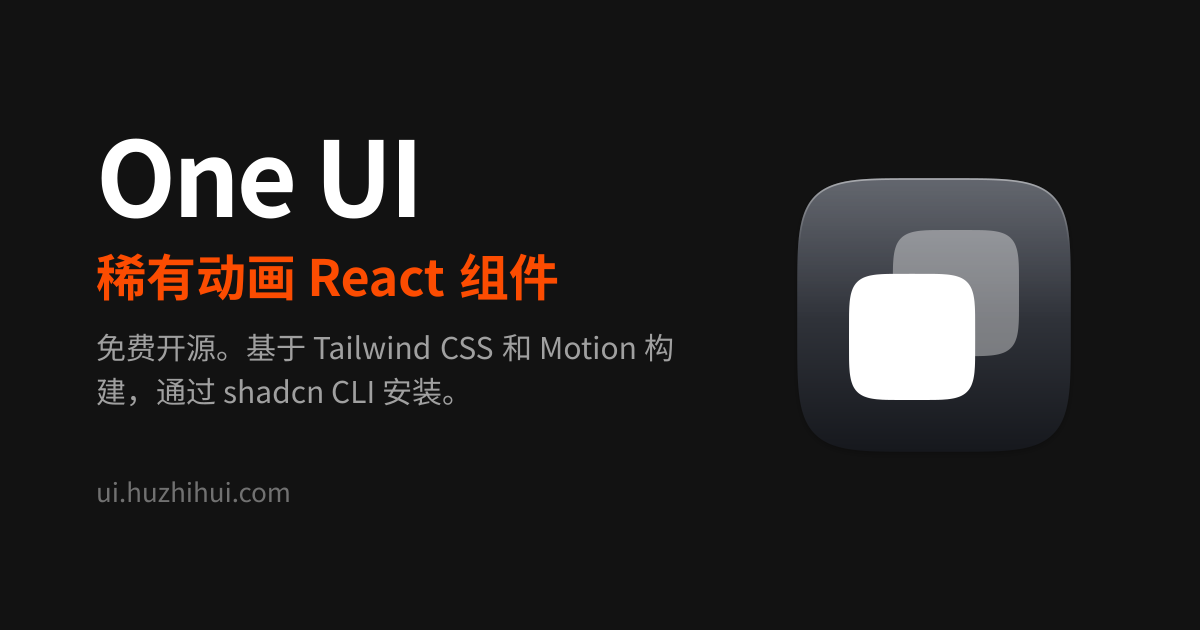 One UI
稀有动画 React 组件
免费开源。基于 Tailwind CSS 和 Motion 构
建，通过 shadcn CLI 安装。
ui.huzhihui.com